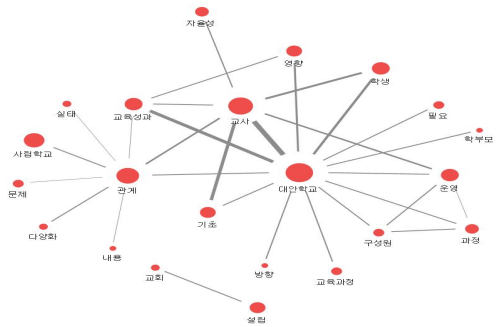 자율성
영향
학생
교육성과
교사
실태
필요
학부모
사립학교
관계
문제
대안학교
운영
기초
다양화
구성원
과정
내용
교회
방향
교육과정
설립